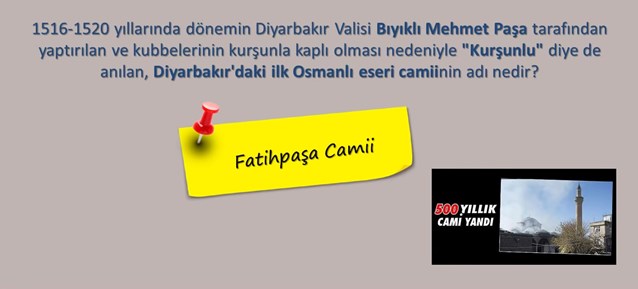 1516-1520 yıllarında dönemin Diyarbakır Valisi Bıyıklı Mehmet Paşa tarafından
yaptırılan ve kubbelerinin kurşunla kaplı olması nedeniyle "Kurşunlu" diye de
anılan, Diyarbakır'daki ilk Osmanlı eseri camiinin adı nedir?
Fatihpaşa Camii
500 YILLIK
CAMİ YANDI